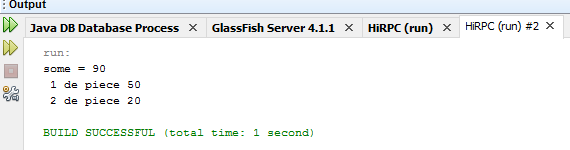 Output
Java DB Database Process GlassFish Server 4.1.1 HiRPC (run) HiRPC (run) #2
run:
some = 90
1 de piece 50
2 de piece 20
BUILD SUCCESSFUL (total time: 1 second)